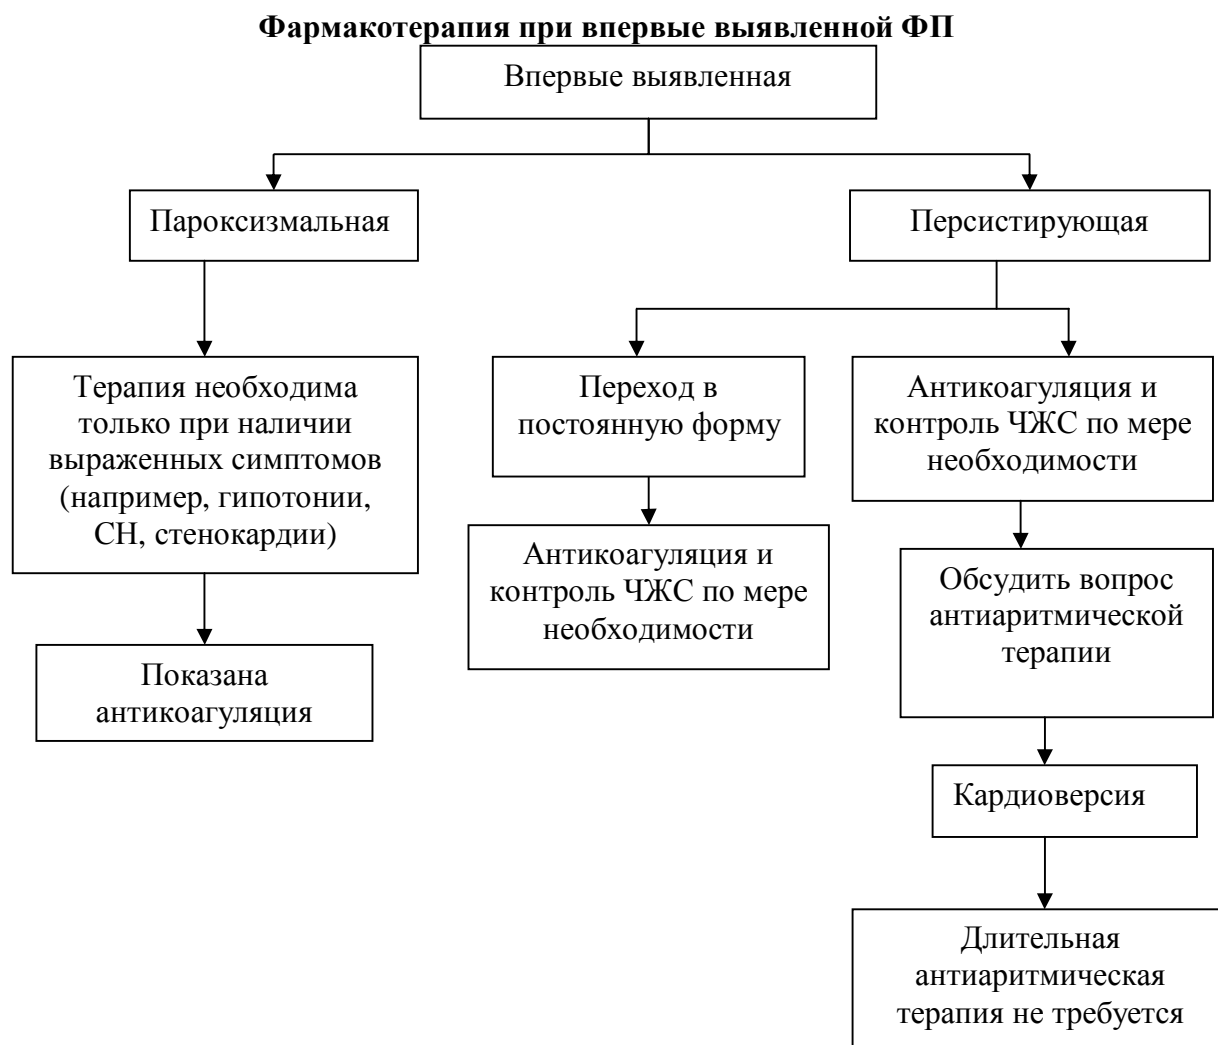 Фармакотерапия при впервые выявленной ФП
Впервые выявленная
Пароксизмальная
Персистирующая
Терапия необходима
только при наличии
выраженных симптомов
(например, гипотонии,
СН, стенокардии)
Показана
антикоагуляция
Переход в
постоянную форму
Антикоагуляция и
контроль ЧЖС по мере
необходимости
Антикоагуляция и
контроль ЧЖС по мере
необходимости
Обсудить вопрос
антиаритмической
терапии
Кардиоверсия
Длительная
антиаритмическая
терапия не требуется